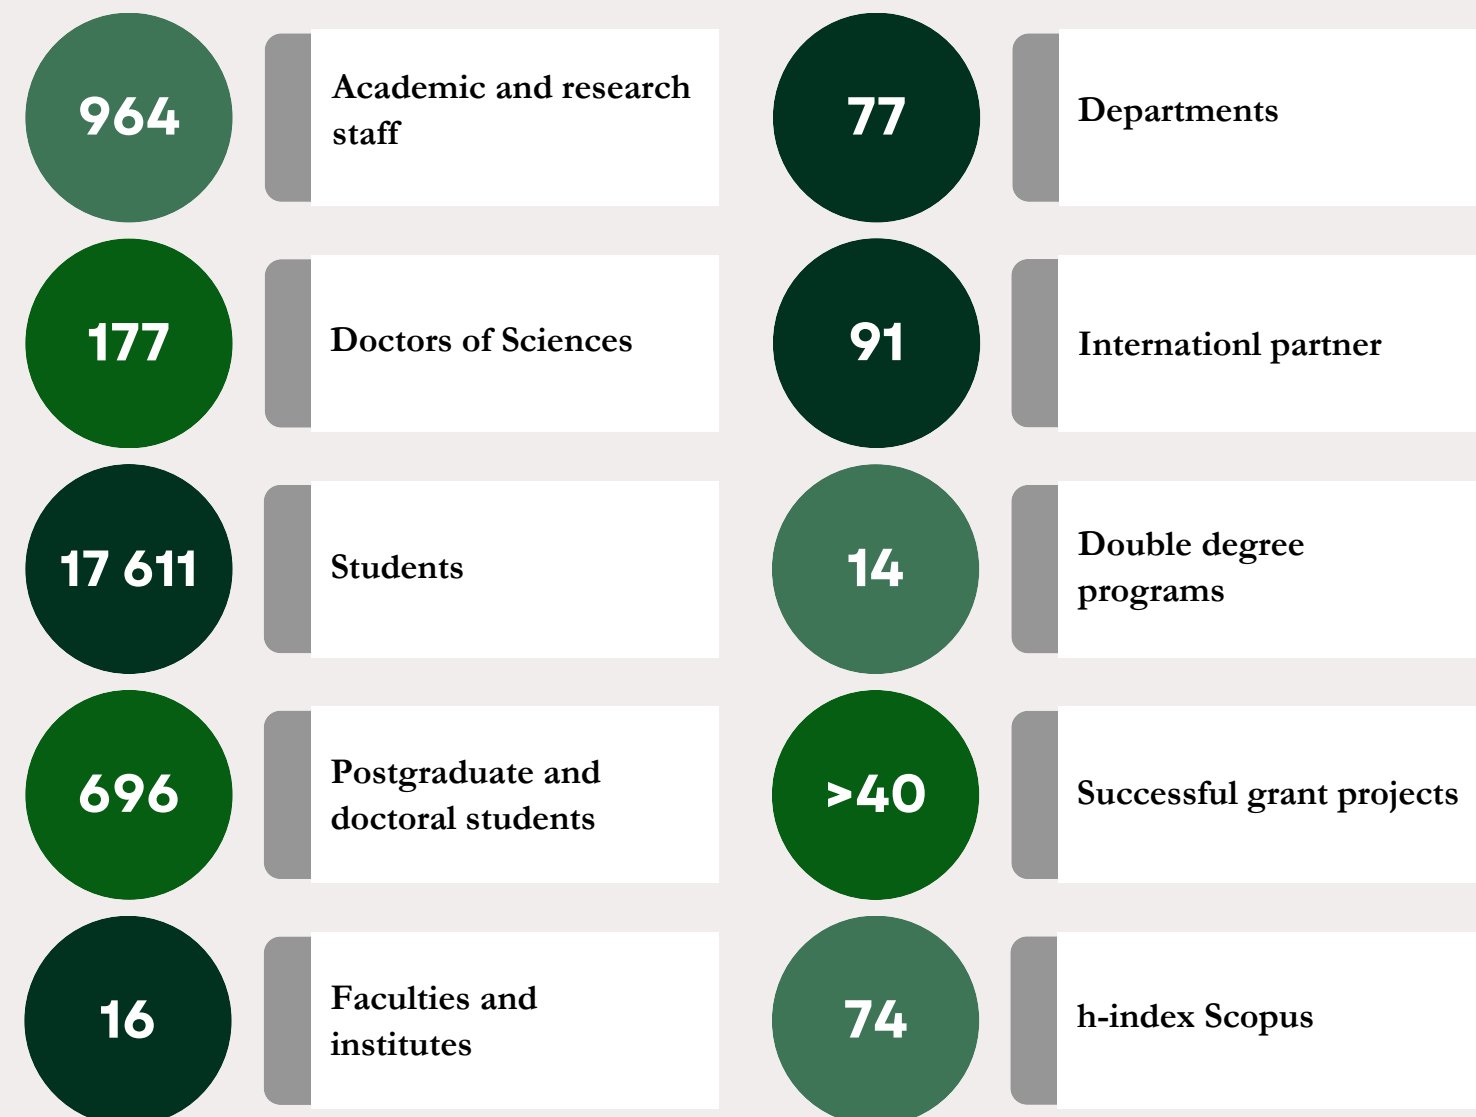 964
Academic and research
staff
177
Doctors of Sciences
17 611
Students
696
Postgraduate and
doctoral students
16
Faculties and
institutes
77
Departments
91
Internationl partner
14
Double degree
programs
>40
Successful grant projects
74
h-index Scopus